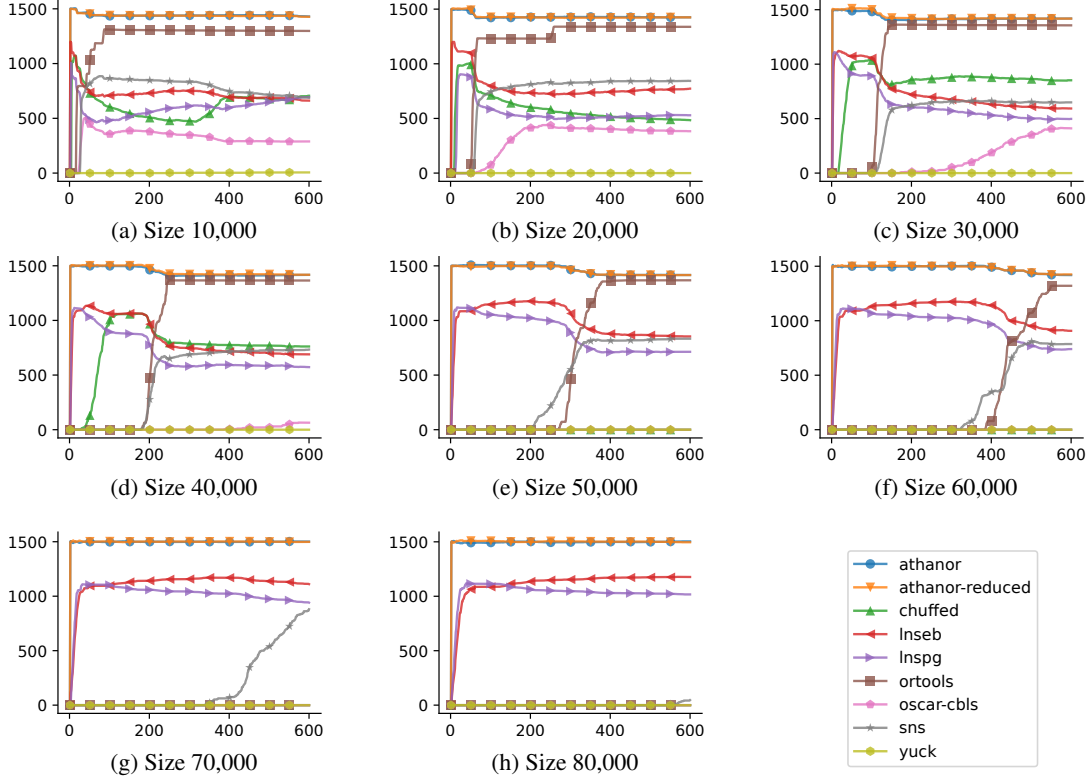 1500
1000
500
0
0 200 400 600
(a) Size 10,000
1500
1000
500
0
0 200 400 600
(b) Size 20,000
1500
1000
500
0
0 200 400 600
(c) Size 30,000
1500
1000
500
0
0 200 400 600
(d) Size 40,000
1500
1000
500
0
0 200 400 600
(e) Size 50,000
1500
1000
500
0
0 200 400 600
(f) Size 60,000
1500
1000
500
0
0 200 400 600
(g) Size 70,000
1500
1000
500
0
0 200 400 600
(h) Size 80,000
athanor
athanor-reduced
chuffed
lnseb
lnspg
ortools
oscar-cbls
sns
yuck